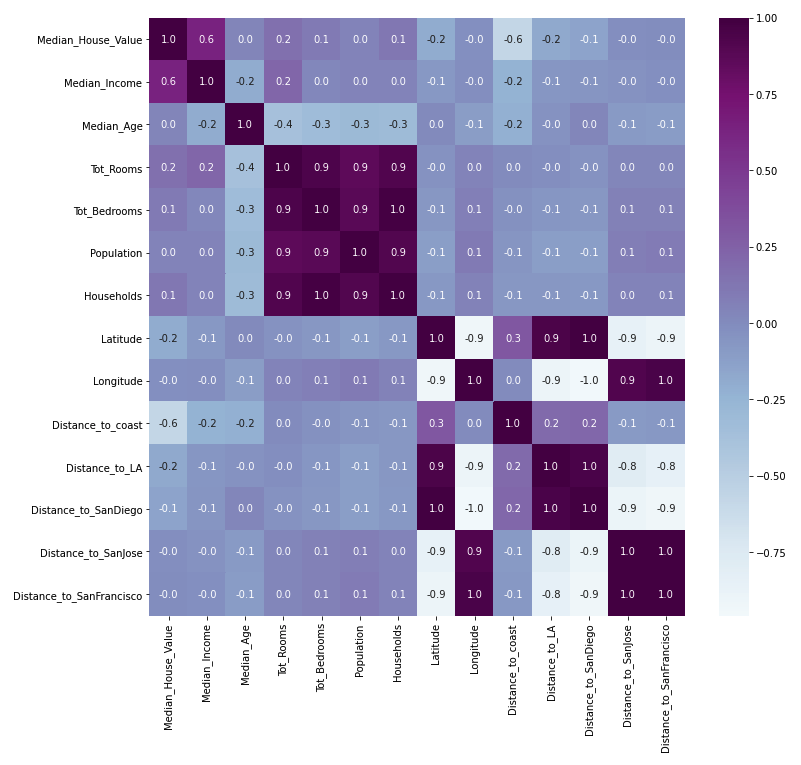 Median_House_Value 1.0 0.6 0.0 0.2 0.1 0.0 0.1 -0.2 -0.0 -0.6 -0.2 -0.1 -0.0 -0.0
Median_Income 0.6 1.0 -0.2 0.2 0.0 0.0 0.0 -0.1 -0.0 -0.2 -0.1 -0.1 -0.0 -0.0
Median_Age 0.0 -0.2 1.0 -0.4 -0.3 -0.3 -0.3 0.0 -0.1 -0.2 -0.0 0.0 -0.1 -0.1
Tot_Rooms 0.2 0.2 -0.4 1.0 0.9 0.9 0.9 -0.0 0.0 0.0 -0.0 -0.0 0.0 0.0
Tot_Bedrooms 0.1 0.0 -0.3 0.9 1.0 0.9 1.0 -0.1 0.1 -0.0 -0.1 -0.1 0.1 0.1
Population 0.0 0.0 -0.3 0.9 0.9 1.0 0.9 -0.1 0.1 -0.1 -0.1 -0.1 0.1 0.1
Households 0.1 0.0 -0.3 0.9 1.0 0.9 1.0 -0.1 0.1 -0.1 -0.1 -0.1 0.0 0.1
Latitude -0.2 -0.1 0.0 -0.0 -0.1 -0.1 -0.1 1.0 -0.9 0.3 0.9 1.0 -0.9 -0.9
Longitude -0.0 -0.0 -0.1 0.0 0.1 0.1 0.1 -0.9 1.0 0.0 -0.9 -1.0 0.9 1.0
Distance_to_coast -0.6 -0.2 -0.2 0.0 -0.0 -0.1 -0.1 0.3 0.0 1.0 0.2 0.2 -0.1 -0.1
Distance_to_LA -0.2 -0.1 -0.0 -0.0 -0.1 -0.1 -0.1 0.9 -0.9 0.2 1.0 1.0 -0.8 -0.8
Distance_to_SanDiego -0.1 -0.1 0.0 -0.0 -0.1 -0.1 -0.1 1.0 -1.0 0.2 1.0 1.0 -0.9 -0.9
Distance_to_SanJose -0.0 -0.0 -0.1 0.0 0.1 0.1 0.0 -0.9 0.9 -0.1 -0.8 -0.9 1.0 1.0
Distance_to_SanFrancisco -0.0 -0.0 -0.1 0.0 0.1 0.1 0.1 -0.9 1.0 -0.1 -0.8 -0.9 1.0 1.0
Median_House_Value
Median_Income
Median_Age
Tot_Rooms
Tot_Bedrooms
Population
Households
Latitude
Longitude
Distance_to_coast
Distance_to_LA
Distance_to_SanDiego
Distance_to_SanJose
Distance_to_SanFrancisco
1.00
0.75
0.50
0.25
0.00
−0.25
−0.50
−0.75